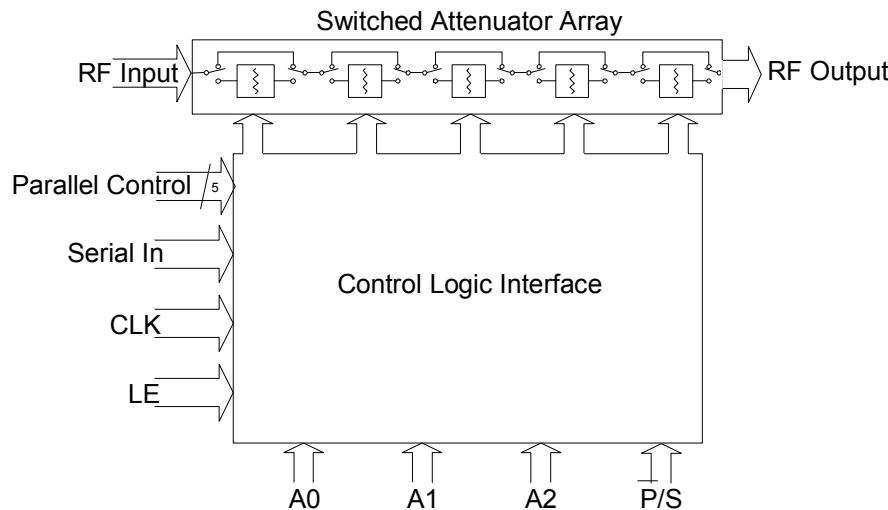 Switched Attenuator Array
RF Input
RF Output
Parallel Control
5
Serial In
Control Logic Interface
CLK
LE
A0
A1
A2
P̅/S